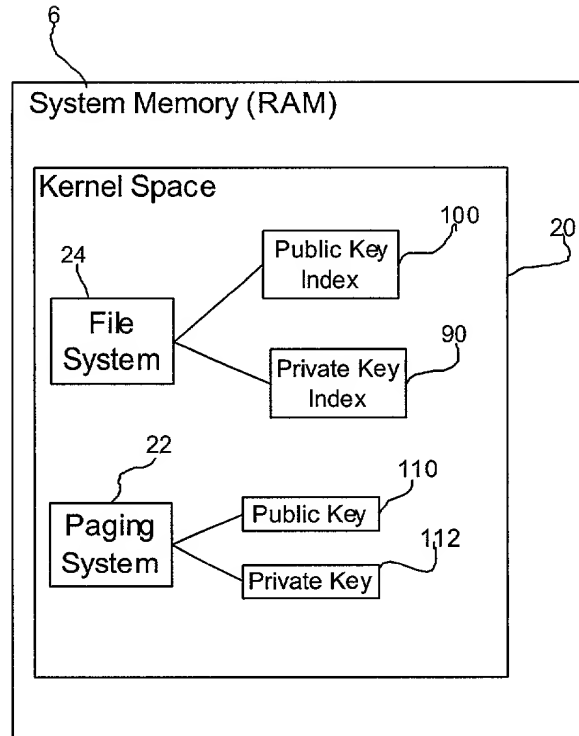 6
System Memory (RAM)
Kernel Space
100
20
Public Key
Index
24
File
System
90
Private Key
Index
22
110
Paging
System
Public Key
112
Private Key